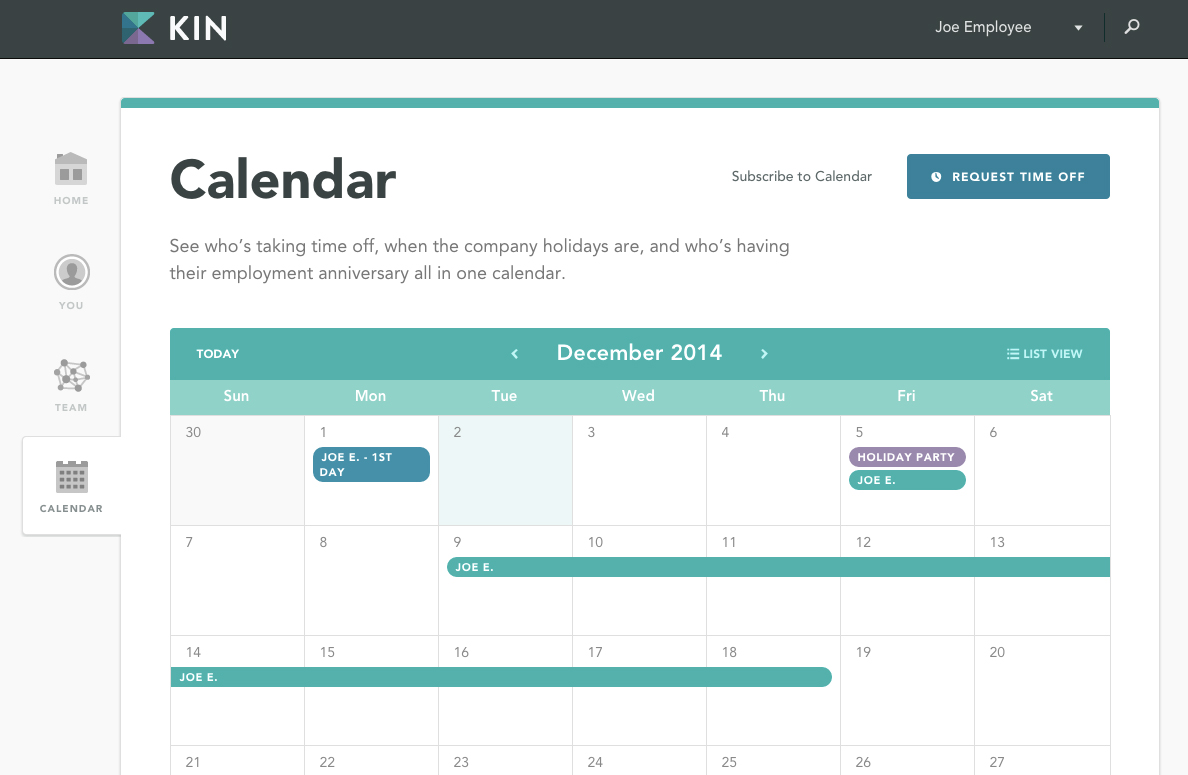 KIN
Joe Employee
HOME
YOU
TEAM
CALENDAR
Calendar
Subscribe to Calendar
REQUEST TIME OFF
See who's taking time off, when the company holidays are, and who's having
their employment anniversary all in one calendar.
TODAY
December 2014
LIST VIEW
Sun Mon Tue Wed Thu Fri Sat
30 1 2 3 4 5 6
JOE E. - 1ST
DAY
HOLIDAY PARTY
JOE E.
7 8 9 10 11 12 13
JOE E.
14 15 16 17 18 19 20
JOE E.
21 22 23 24 25 26 27